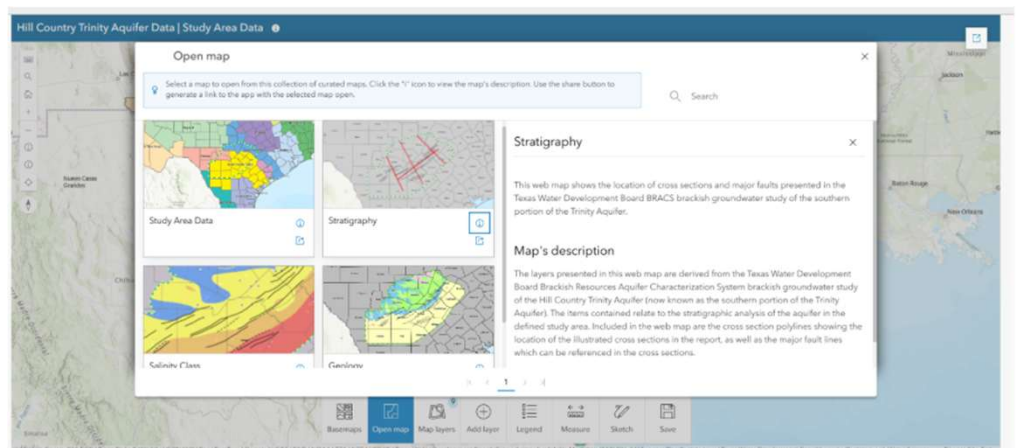 Hill Country Trinity Aquifer Data | Study Area Data
Open map
Select a map to open from this collection of curated maps. Click the "i" icon to view the map's description. Use the share button to
generate a link to the app with the selected map open.
Search
Study Area Data
Stratigraphy
Salinity Class
Geology
Stratigraphy
This web map shows the location of cross sections and major faults presented in the
Texas Water Development Board BRACS brackish groundwater study of the southern
portion of the Trinity Aquifer.
Map's description
The layers presented in this web map are derived from the Texas Water Development
Board Brackish Resources Aquifer Characterization System brackish groundwater study
of the Hill Country Trinity Aquifer (now known as the southern portion of the Trinity
Aquifer). The items contained relate to the stratigraphic analysis of the aquifer in the
defined study area. Included in the web map are the cross section polylines showing the
location of the illustrated cross sections in the report, as well as the major fault lines
which can be referenced in the cross sections.
1
Mississippi
Jackson
Baton Rouge
New Orleans
Nuevo Casas
Grandes
Sinaloa
Basemaps
Open map
Map layers
Add layer
Legend
Measure
Sketch
Save